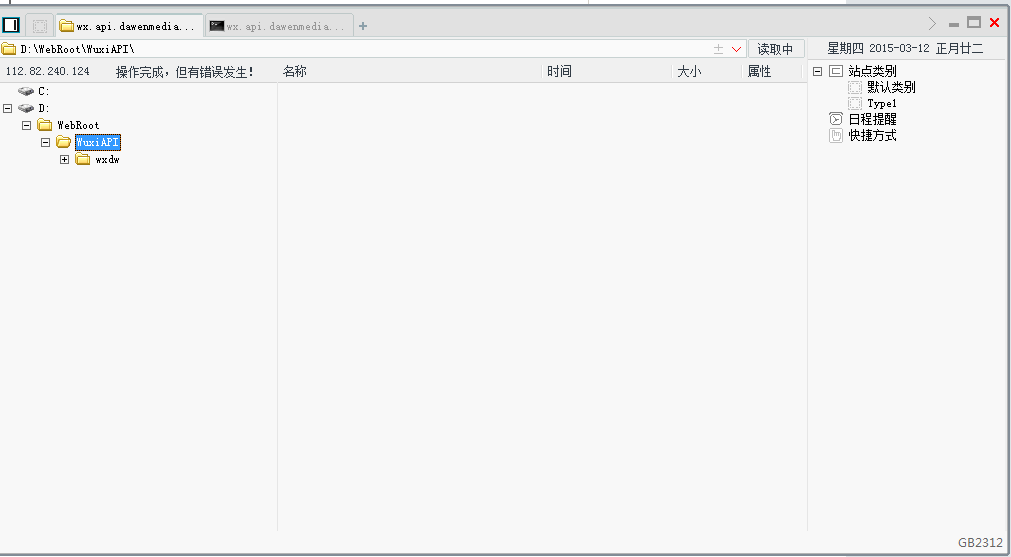 wx.api.dawenmedia...
wx.api.dawenmedia...
D:\WebRoot\WuxiAPI\
读取中
星期四 2015-03-12 正月廿二
112.82.240.124
操作完成，但有错误发生！
名称
时间
大小
属性
C:
D:
WebRoot
WuxiAPI
wxdw
站点类别
默认类别
Type1
日程提醒
快捷方式
GB2312